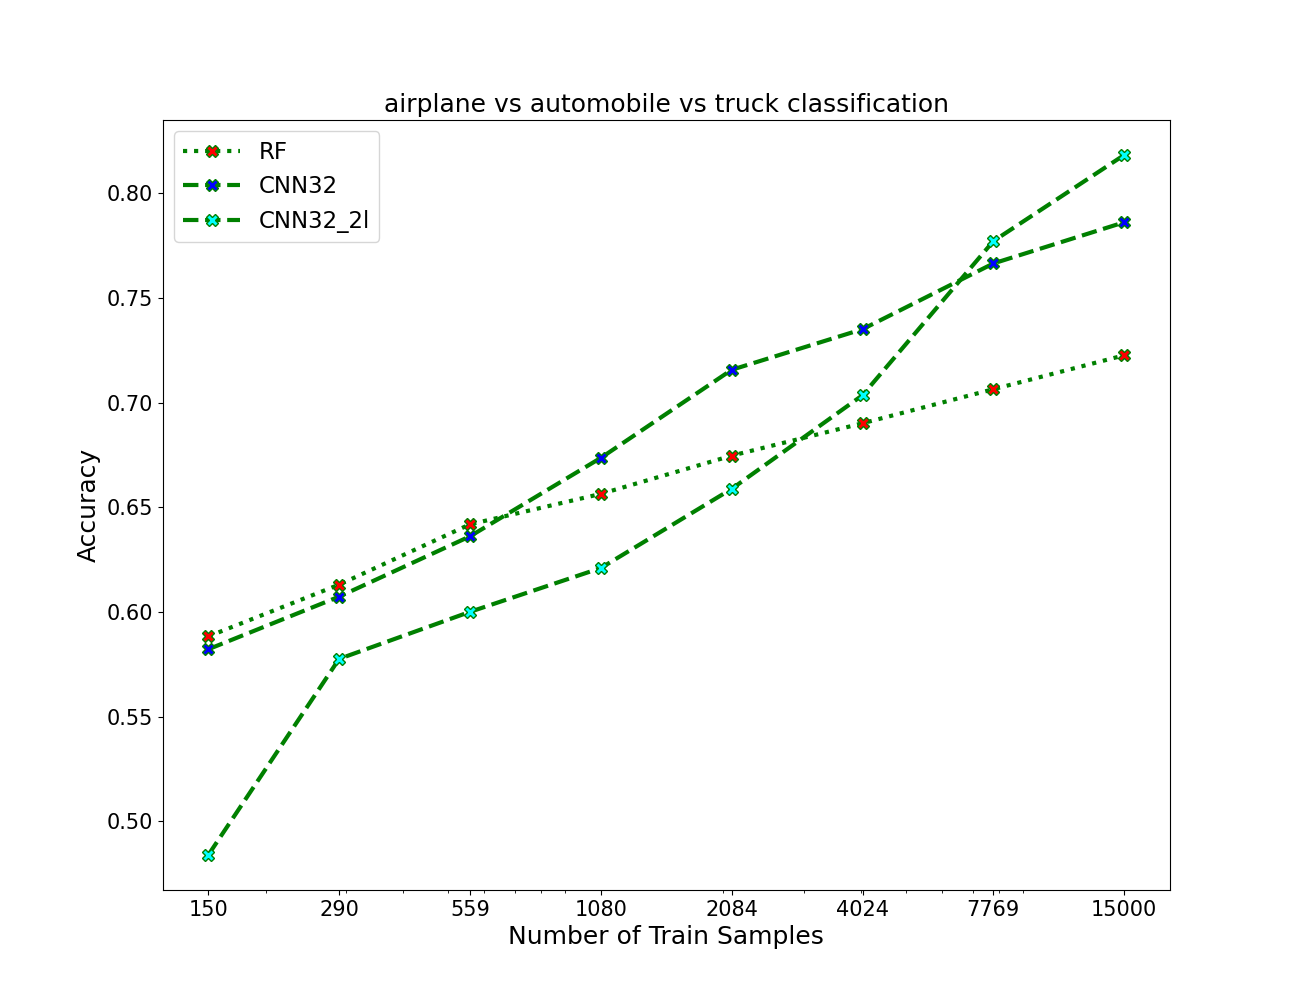 airplane vs automobile vs truck classification
RF
CNN32
CNN32_2l
0.80
0.75
0.70
0.65
0.60
0.55
0.50
Accuracy
150 290 559 1080 2084 4024 7769 15000
Number of Train Samples